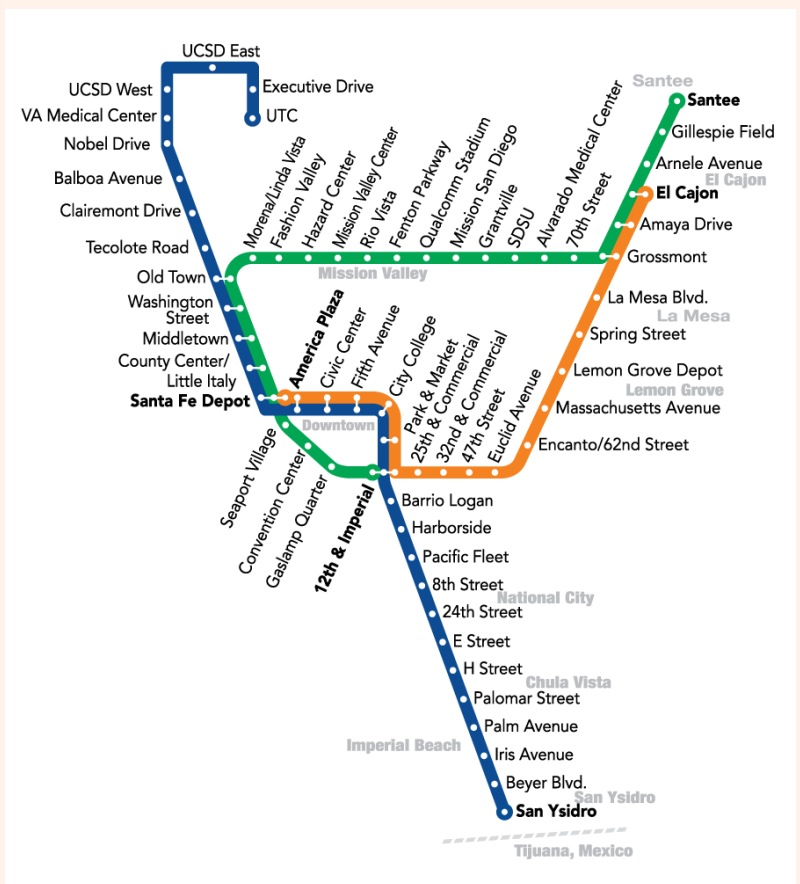 UCSD East
UCSD West
Executive Drive
VA Medical Center
UTC
Nobel Drive
Balboa Avenue
Clairemont Drive
Tecolote Road
Old Town
Washington
Street
Middletown
County Center/
Little Italy
Santa Fe Depot
Morena/Linda Vista
Fashion Valley
Hazard Center
Mission Valley Center
Rio Vista
Fenton Parkway
Qualcomm Stadium
Mission San Diego
Grantville
SDSU
Alvarado Medical Center
70th Street
Mission Valley
Santee
Santee
Gillespie Field
Arnele Avenue
El Cajon
El Cajon
Amaya Drive
Grossmont
La Mesa Blvd.
La Mesa
Spring Street
Lemon Grove Depot
Lemon Grove
Massachusetts Avenue
Encanto/62nd Street
America Plaza
Civic Center
Fifth Avenue
City College
Park & Market
25th & Commercial
32nd & Commercial
47th Street
Euclid Avenue
Downtown
Seaport Village
Convention Center
Gaslamp Quarter
12th & Imperial
Barrio Logan
Harborside
Pacific Fleet
8th Street
National City
24th Street
E Street
H Street
Chula Vista
Palomar Street
Palm Avenue
Imperial Beach
Iris Avenue
Beyer Blvd.
San Ysidro
San Ysidro
Tijuana, Mexico